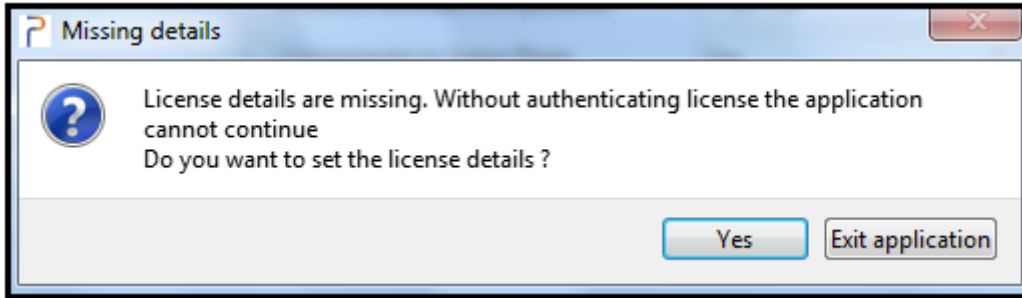 Missing details
License details are missing. Without authenticating license the application
cannot continue
Do you want to set the license details ?
Yes
Exit application